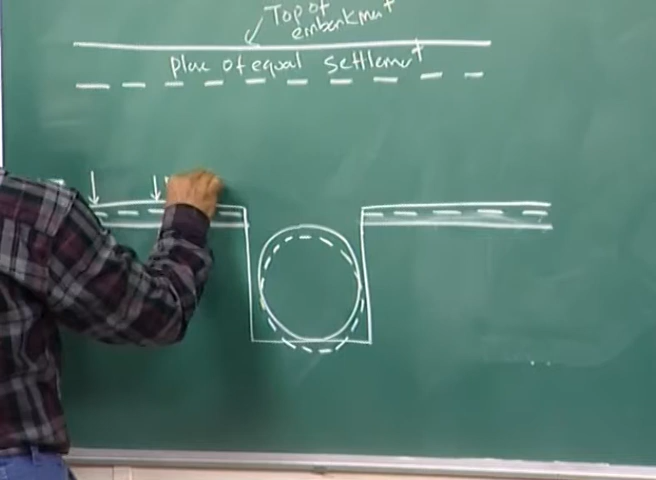 Top of
embankment
plane of equal settlement